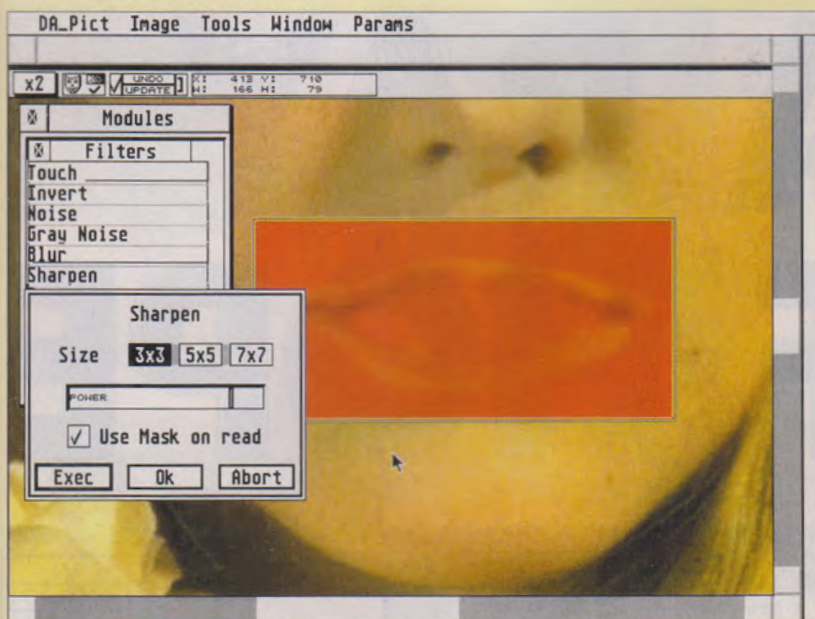 DA_Pict Image Tools Window Params
x2 UNDO UPDATE X: 413 Y: 710
W: 166 H: 79
Modules
Filters
Touch
Invert
Noise
Gray Noise
Blur
Sharpen
Sharpen
Size 3x3 5x5 7x7
POWER
Use Mask on read
Exec Ok Abort